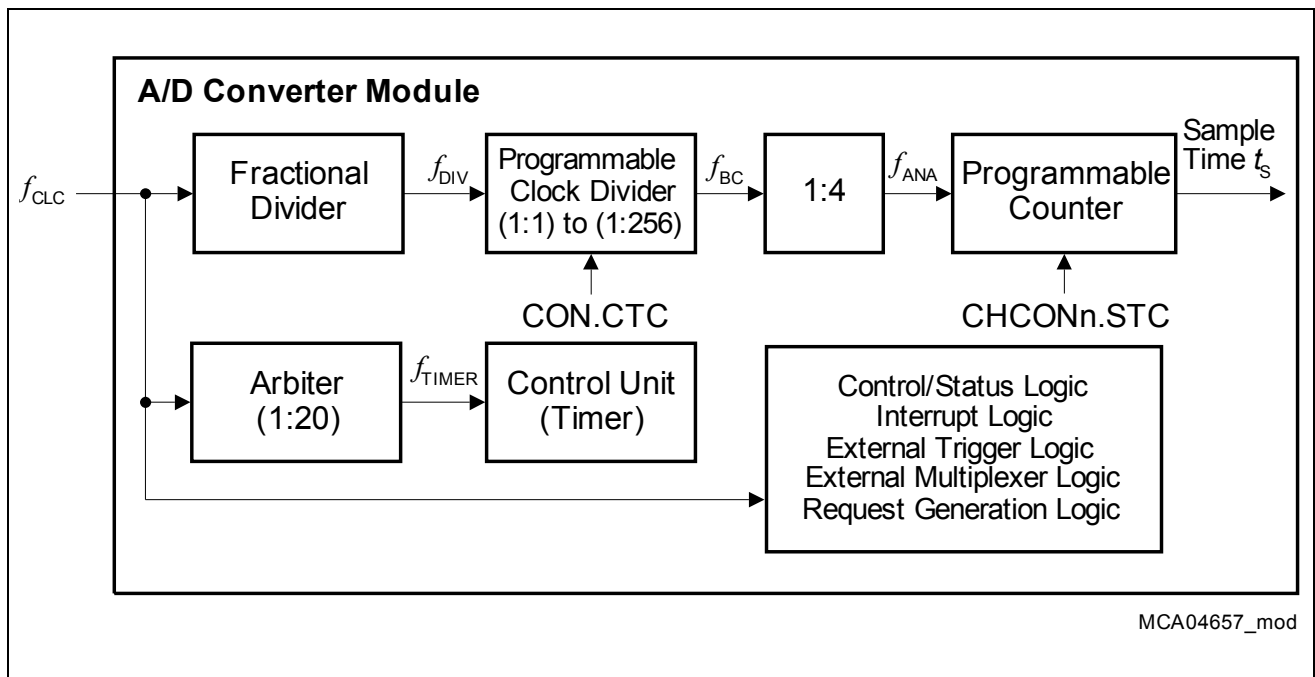 A/D Converter Module
fCLC
Fractional
Divider
fDIV
Programmable
Clock Divider
(1:1) to (1:256)
fBC
1:4
fANA
Programmable
Counter
Sample
Time tS
CON.CTC
CHCONn.STC
Arbiter
(1:20)
fTIMER
Control Unit
(Timer)
Control/Status Logic
Interrupt Logic
External Trigger Logic
External Multiplexer Logic
Request Generation Logic
MCA04657_mod